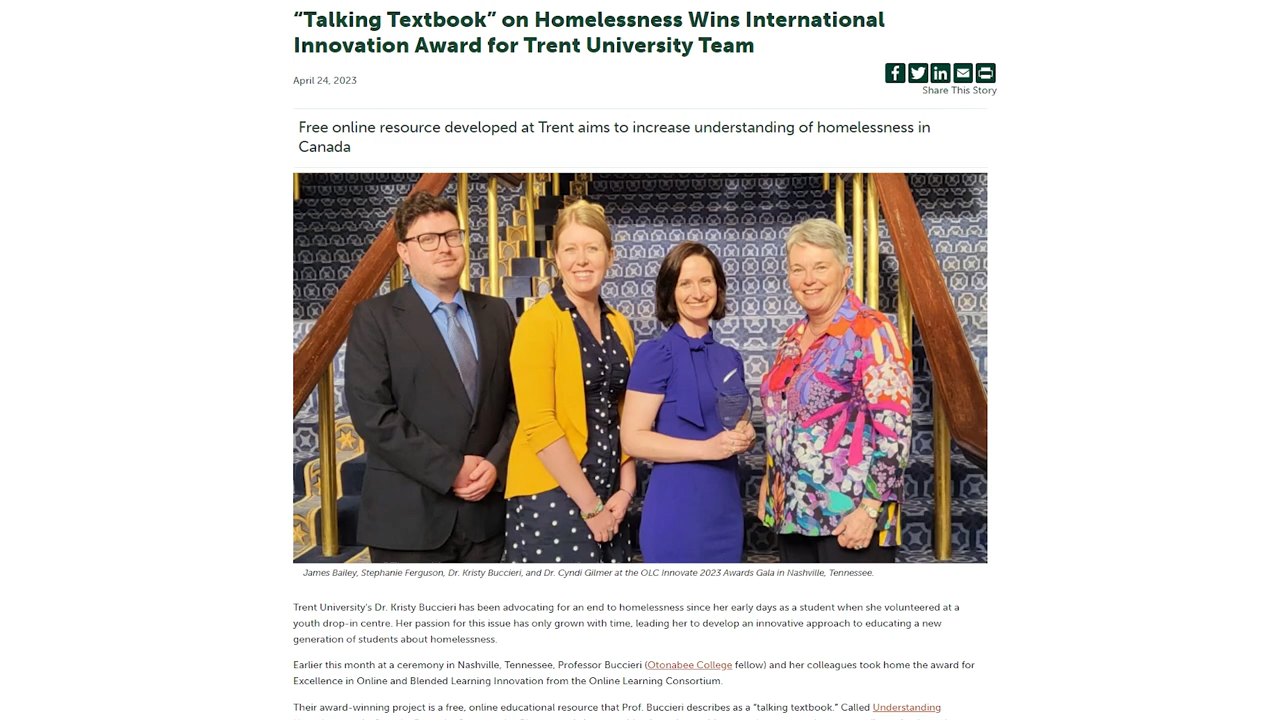 “Talking Textbook” on Homelessness Wins International
Innovation Award for Trent University Team
April 24, 2023
Share This Story
Free online resource developed at Trent aims to increase understanding of homelessness in
Canada
James Bailey, Stephanie Ferguson, Dr. Kristy Buccieri, and Dr. Cyndi Gilmer at the OLC Innovate 2023 Awards Gala in Nashville, Tennessee.
Trent University’s Dr. Kristy Buccieri has been advocating for an end to homelessness since her early days as a student when she volunteered at a
youth drop-in centre. Her passion for this issue has only grown with time, leading her to develop an innovative approach to educating a new
generation of students about homelessness.
Earlier this month at a ceremony in Nashville, Tennessee, Professor Buccieri (Otonabee College fellow) and her colleagues took home the award for
Excellence in Online and Blended Learning Innovation from the Online Learning Consortium.
Their award-winning project is a free, online educational resource that Prof. Buccieri describes as a “talking textbook.” Called Understanding